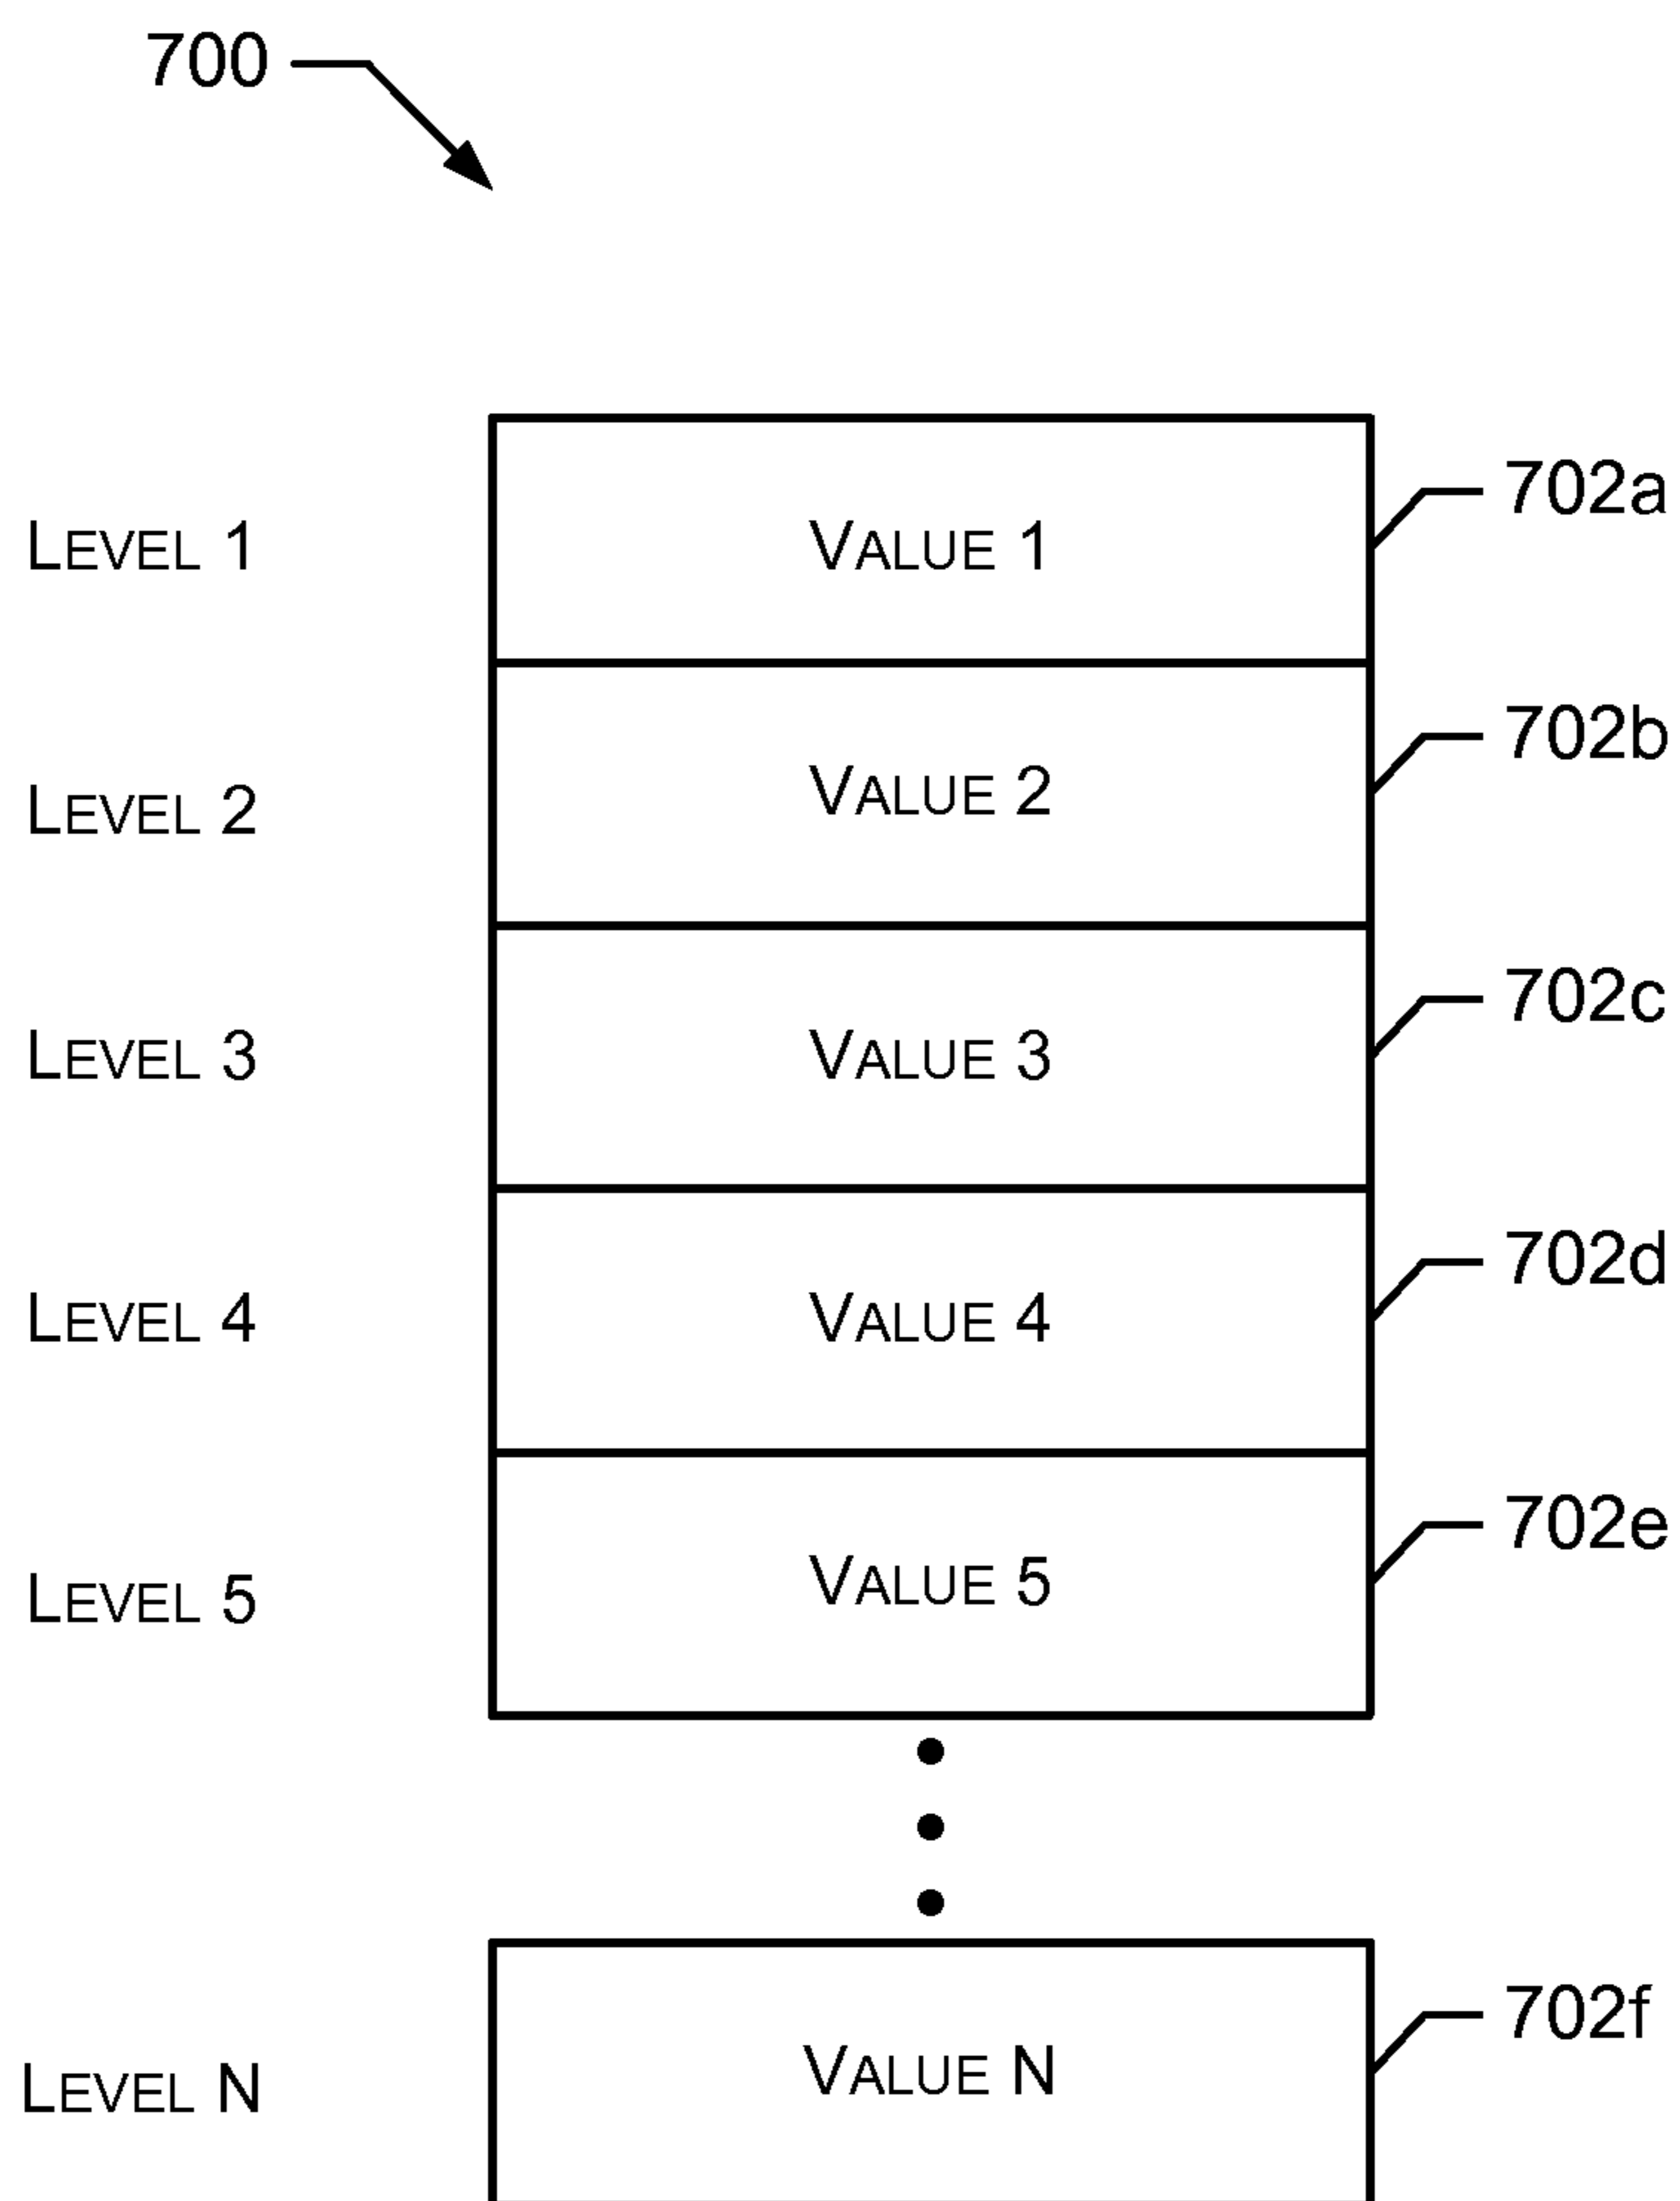 700
702a
LEVEL 1 VALUE 1
702b
LEVEL 2 VALUE 2
702c
LEVEL 3 VALUE 3
702d
LEVEL 4 VALUE 4
702e
LEVEL 5 VALUE 5
702f
LEVEL N VALUE N